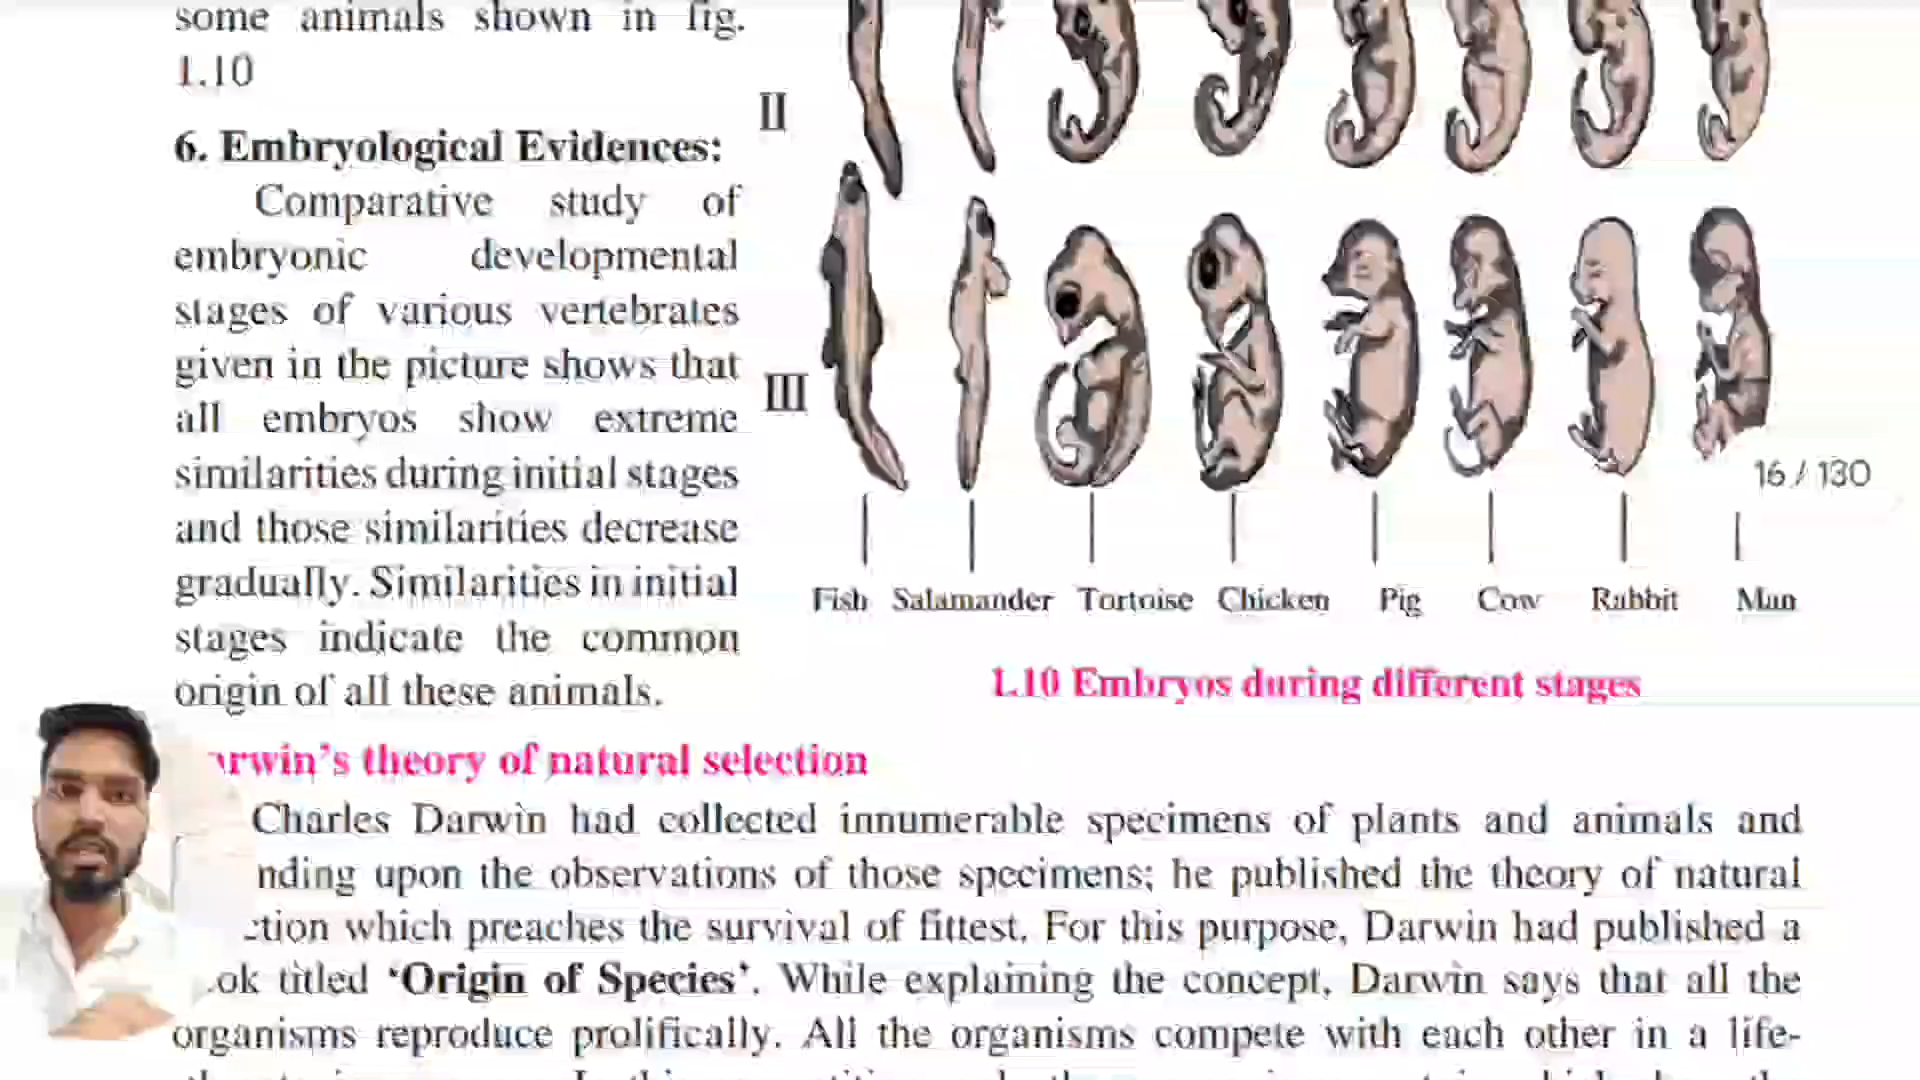 some animals shown in fig.
1.10
6. Embryological Evidences:
Comparative study of
embryonic developmental
stages of various vertebrates
given in the picture shows that
all embryos show extreme
similarities during initial stages
and those similarities decrease
gradually. Similarities in initial
stages indicate the common
origin of all these animals.
II
III
16 / 130
Fish Salamander Tortoise Chicken Pig Cow Rabbit Man
1.10 Embryos during different stages
arwin's theory of natural selection
Charles Darwin had collected innumerable specimens of plants and animals and
nding upon the observations of those specimens; he published the theory of natural
ction which preaches the survival of fittest. For this purpose, Darwin had published a
ok titled 'Origin of Species'. While explaining the concept, Darwin says that all the
organisms reproduce prolifically. All the organisms compete with each other in a life-